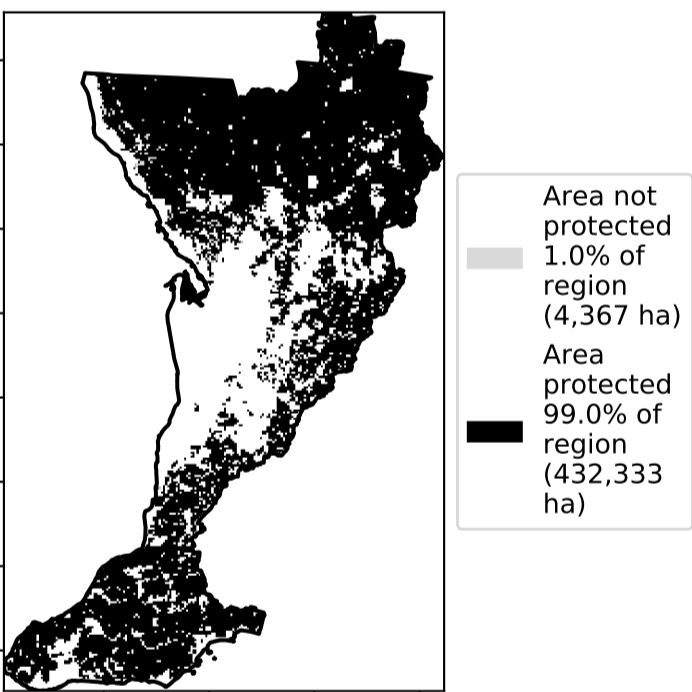 Area not
protected
1.0% of
region
(4,367 ha)
Area
protected
99.0% of
region
(432,333
ha)